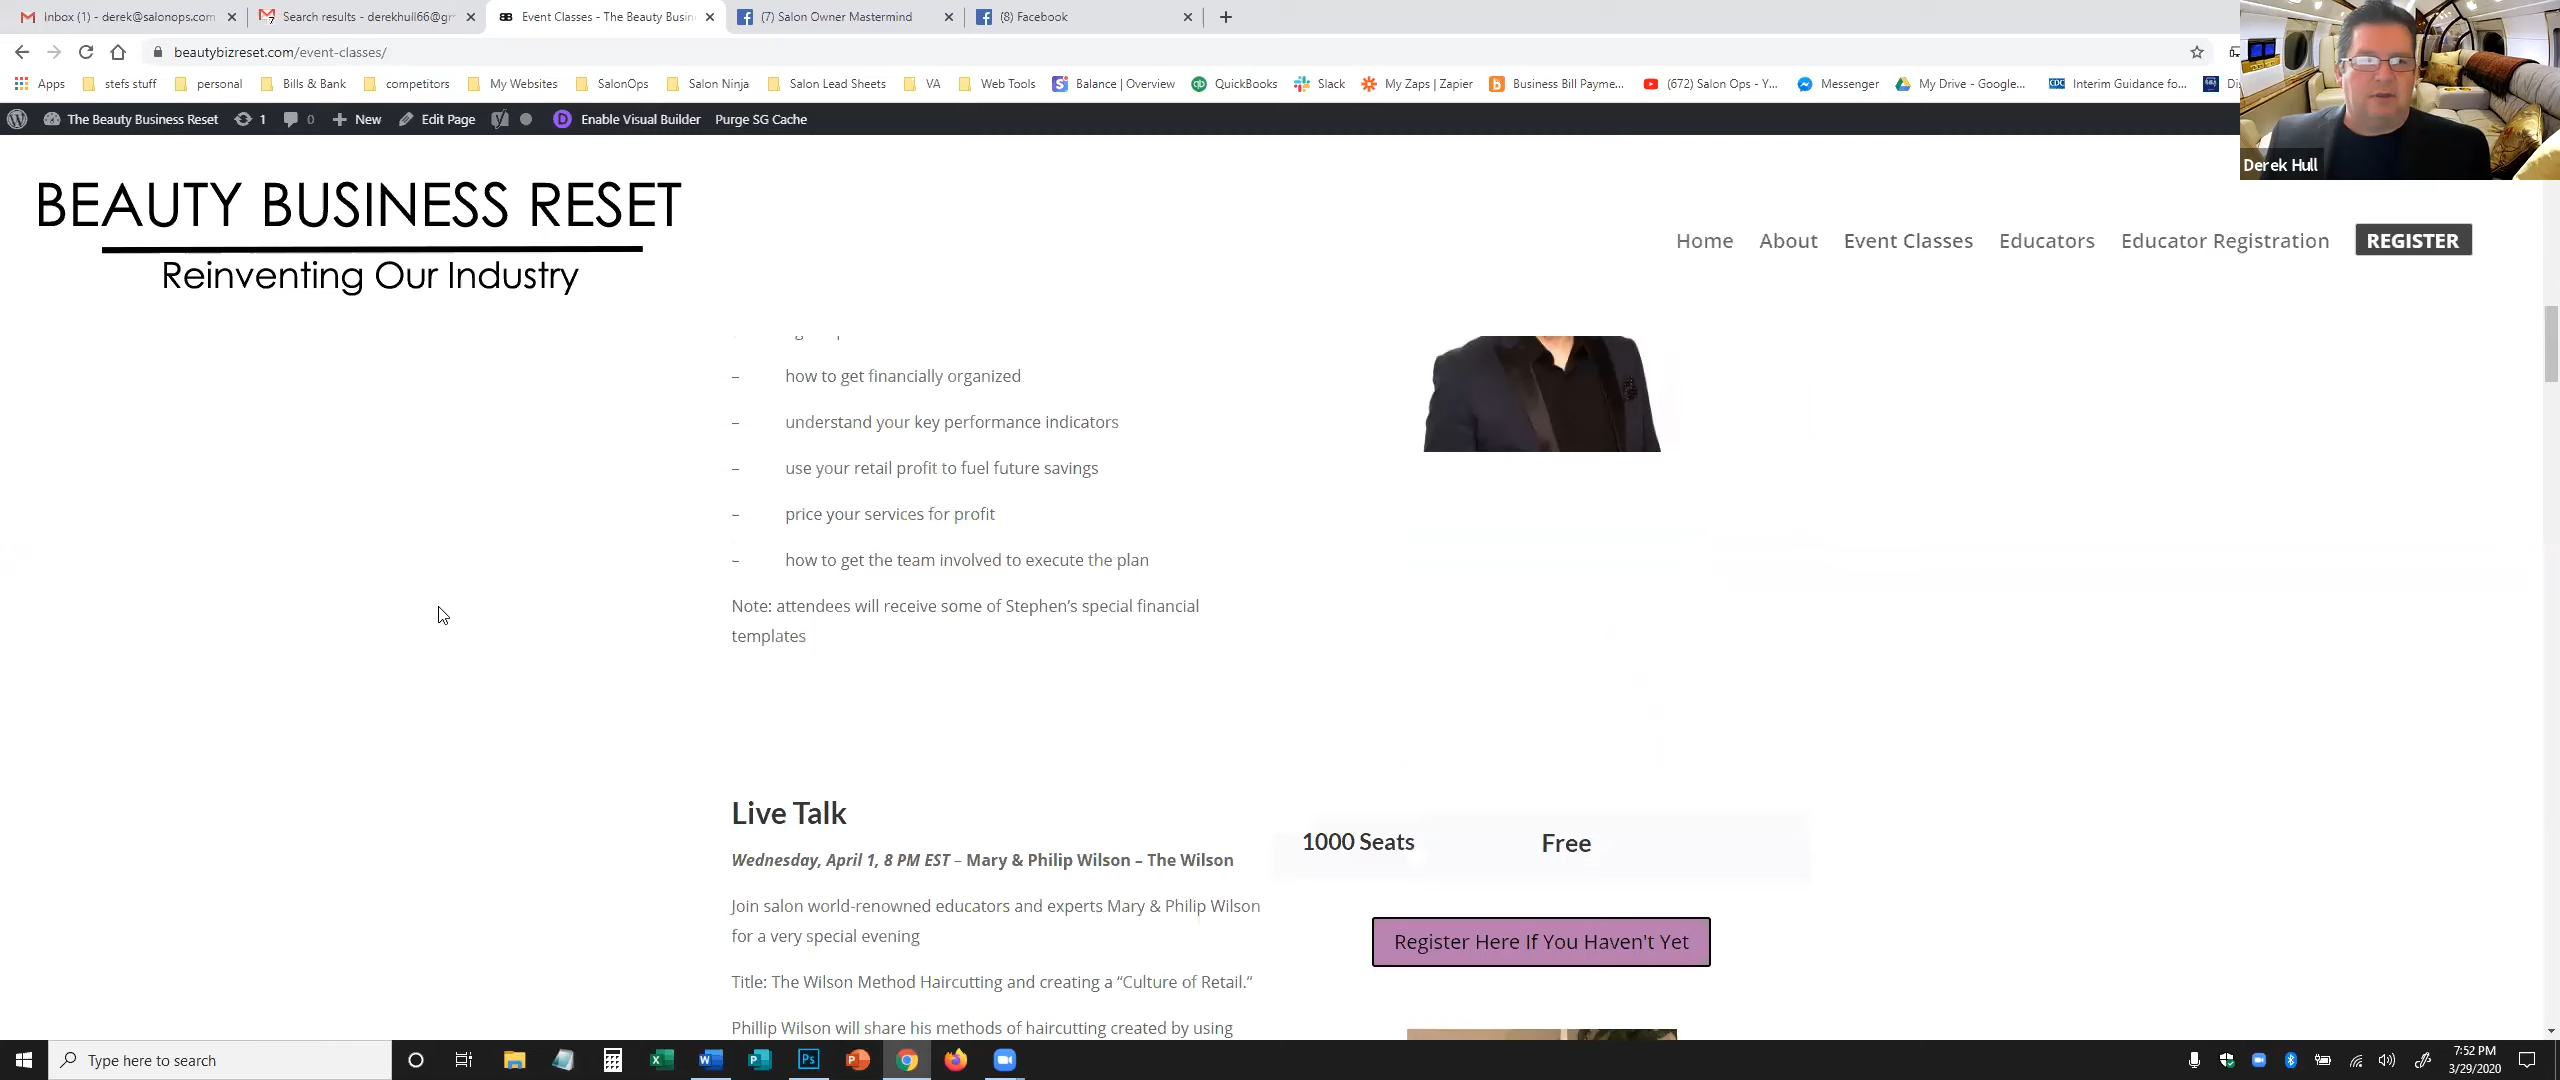 Inbox (1) - derek@salonops.com
Search results - derekhull66@gm
Event Classes - The Beauty Busin
(7) Salon Owner Mastermind
(8) Facebook
beautybizreset.com/event-classes/
Apps
stefs stuff
personal
Bills & Bank
competitors
My Websites
SalonOps
Salon Ninja
Salon Lead Sheets
VA
Web Tools
Balance | Overview
QuickBooks
Slack
My Zaps | Zapier
Business Bill Payme...
(672) Salon Ops - Y...
Messenger
My Drive - Google...
Interim Guidance fo...
The Beauty Business Reset
1
0
New
Edit Page
Enable Visual Builder
Purge SG Cache
Derek Hull
BEAUTY BUSINESS RESET
Reinventing Our Industry
Home
About
Event Classes
Educators
Educator Registration
REGISTER
– how to get financially organized
– understand your key performance indicators
– use your retail profit to fuel future savings
– price your services for profit
– how to get the team involved to execute the plan
Note: attendees will receive some of Stephen’s special financial
templates
Live Talk
1000 Seats
Free
Wednesday, April 1, 8 PM EST – Mary & Philip Wilson – The Wilson
Join salon world-renowned educators and experts Mary & Philip Wilson
for a very special evening
Register Here If You Haven't Yet
Title: The Wilson Method Haircutting and creating a “Culture of Retail.“
Phillip Wilson will share his methods of haircutting created by using
Type here to search
7:52 PM
3/29/2020